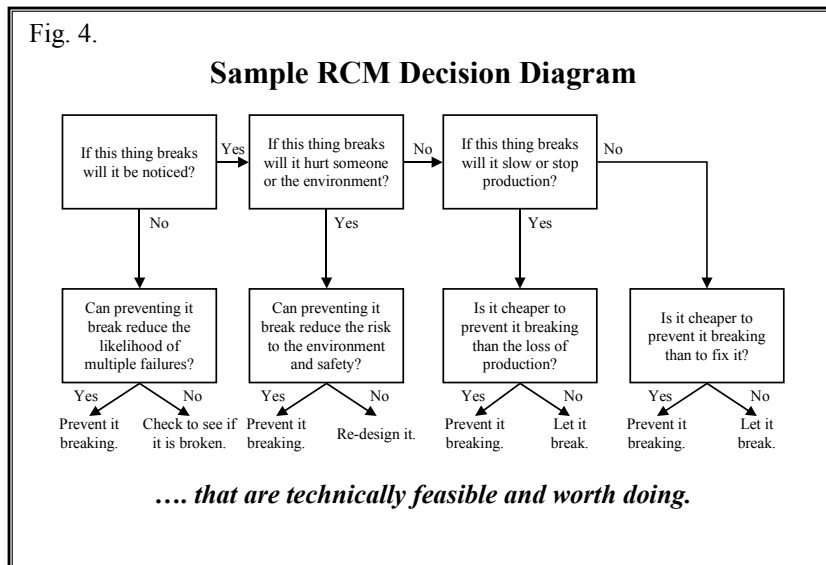 Fig. 4.
Sample RCM Decision Diagram
If this thing breaks
will it be noticed?
Yes
If this thing breaks
will it hurt someone
or the environment?
No
If this thing breaks
will it slow or stop
production?
No
No
Yes
Yes
Can preventing it
break reduce the
likelihood of
multiple failures?
Can preventing it
break reduce the risk
to the environment
and safety?
Is it cheaper to
prevent it breaking
than the loss of
production?
Is it cheaper to
prevent it breaking
than to fix it?
Yes
No
Yes
No
Yes
No
Yes
No
Prevent it
breaking.
Check to see if
it is broken.
Prevent it
breaking.
Re-design it.
Prevent it
breaking.
Let it
break.
Prevent it
breaking.
Let it
break.
…. that are technically feasible and worth doing.